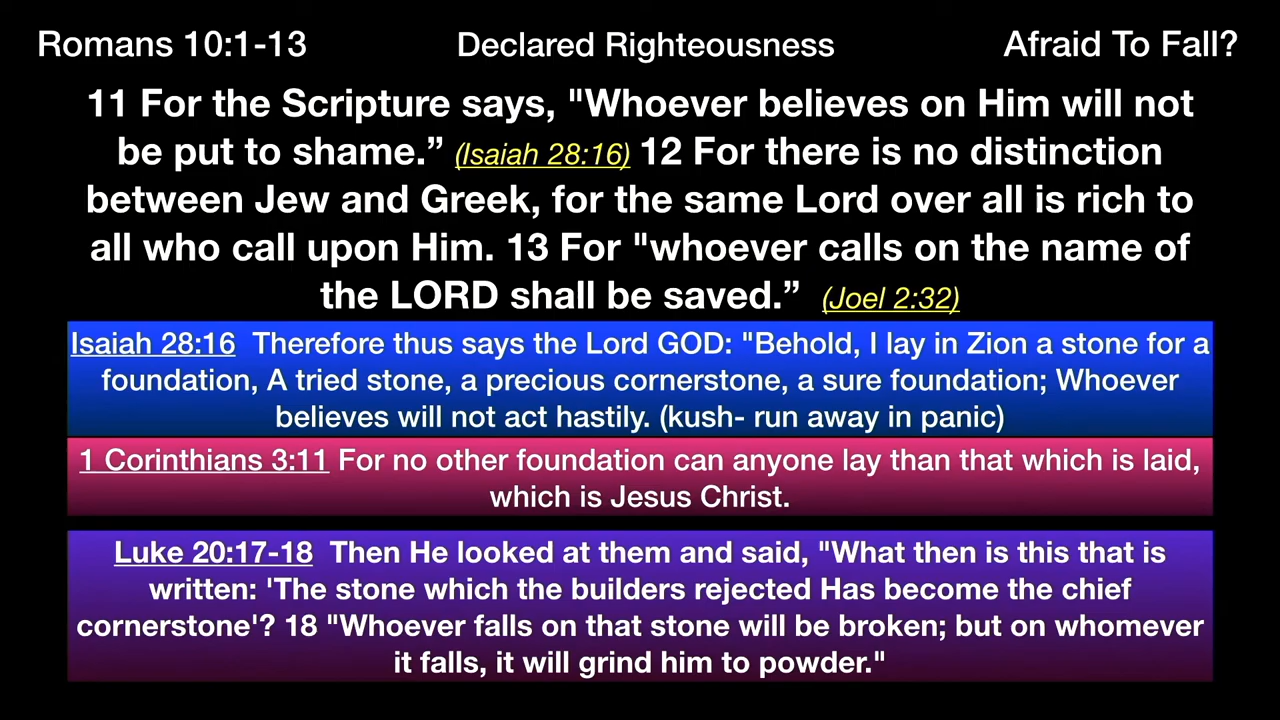 Romans 10:1-13 Declared Righteousness Afraid To Fall?
11 For the Scripture says, "Whoever believes on Him will not
be put to shame.” (Isaiah 28:16) 12 For there is no distinction
between Jew and Greek, for the same Lord over all is rich to
all who call upon Him. 13 For "whoever calls on the name of
the LORD shall be saved.” (Joel 2:32)
Isaiah 28:16 Therefore thus says the Lord GOD: "Behold, I lay in Zion a stone for a
foundation, A tried stone, a precious cornerstone, a sure foundation; Whoever
believes will not act hastily. (kush- run away in panic)
1 Corinthians 3:11 For no other foundation can anyone lay than that which is laid,
which is Jesus Christ.
Luke 20:17-18 Then He looked at them and said, "What then is this that is
written: 'The stone which the builders rejected Has become the chief
cornerstone'? 18 "Whoever falls on that stone will be broken; but on whomever
it falls, it will grind him to powder."